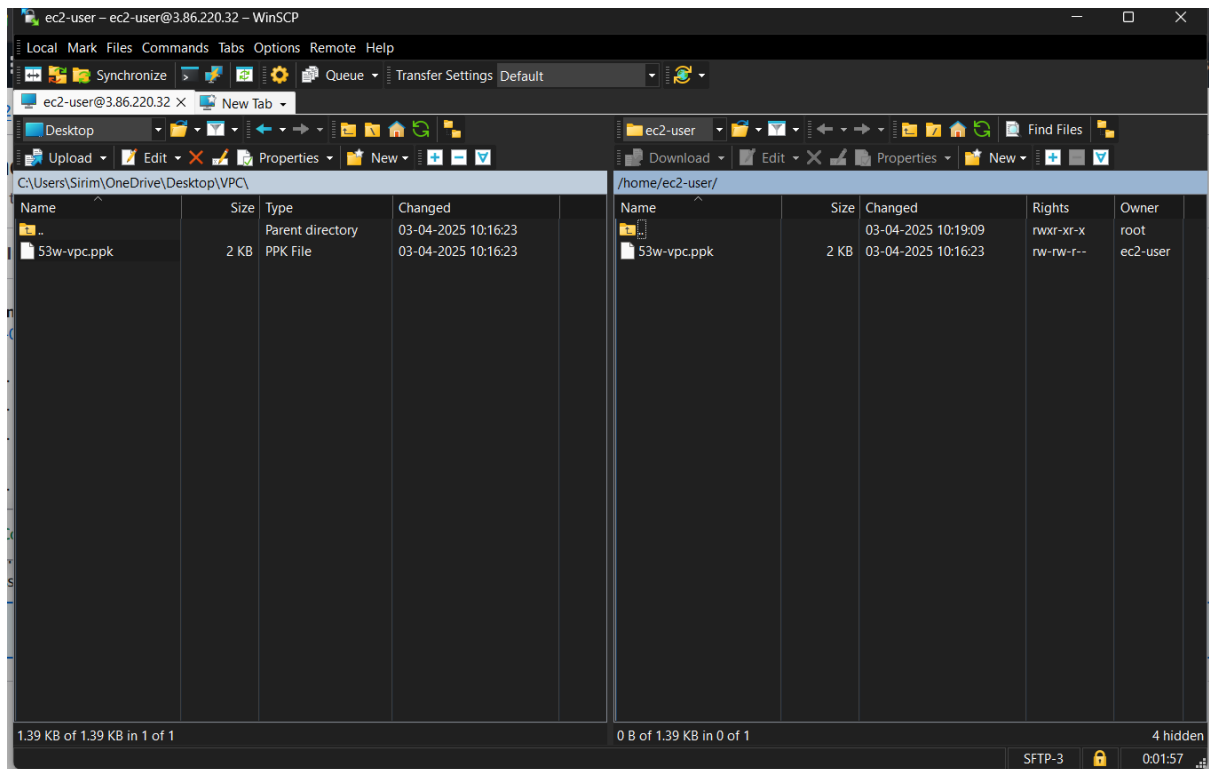 ec2-user – ec2-user@3.86.220.32 – WinSCP
Local Mark Files Commands Tabs Options Remote Help
Synchronize Queue Transfer Settings Default
ec2-user@3.86.220.32 × New Tab
Desktop
Upload Edit Properties New
C:\Users\Sirim\OneDrive\Desktop\VPC\
Name Size Type Changed
.. Parent directory 03-04-2025 10:16:23
53w-vpc.ppk 2 KB PPK File 03-04-2025 10:16:23
1.39 KB of 1.39 KB in 1 of 1
ec2-user Find Files
Download Edit Properties New
/home/ec2-user/
Name Size Changed Rights Owner
.. 03-04-2025 10:19:09 rwxr-xr-x root
53w-vpc.ppk 2 KB 03-04-2025 10:16:23 rw-rw-r-- ec2-user
0 B of 1.39 KB in 0 of 1 4 hidden
SFTP-3 0:01:57